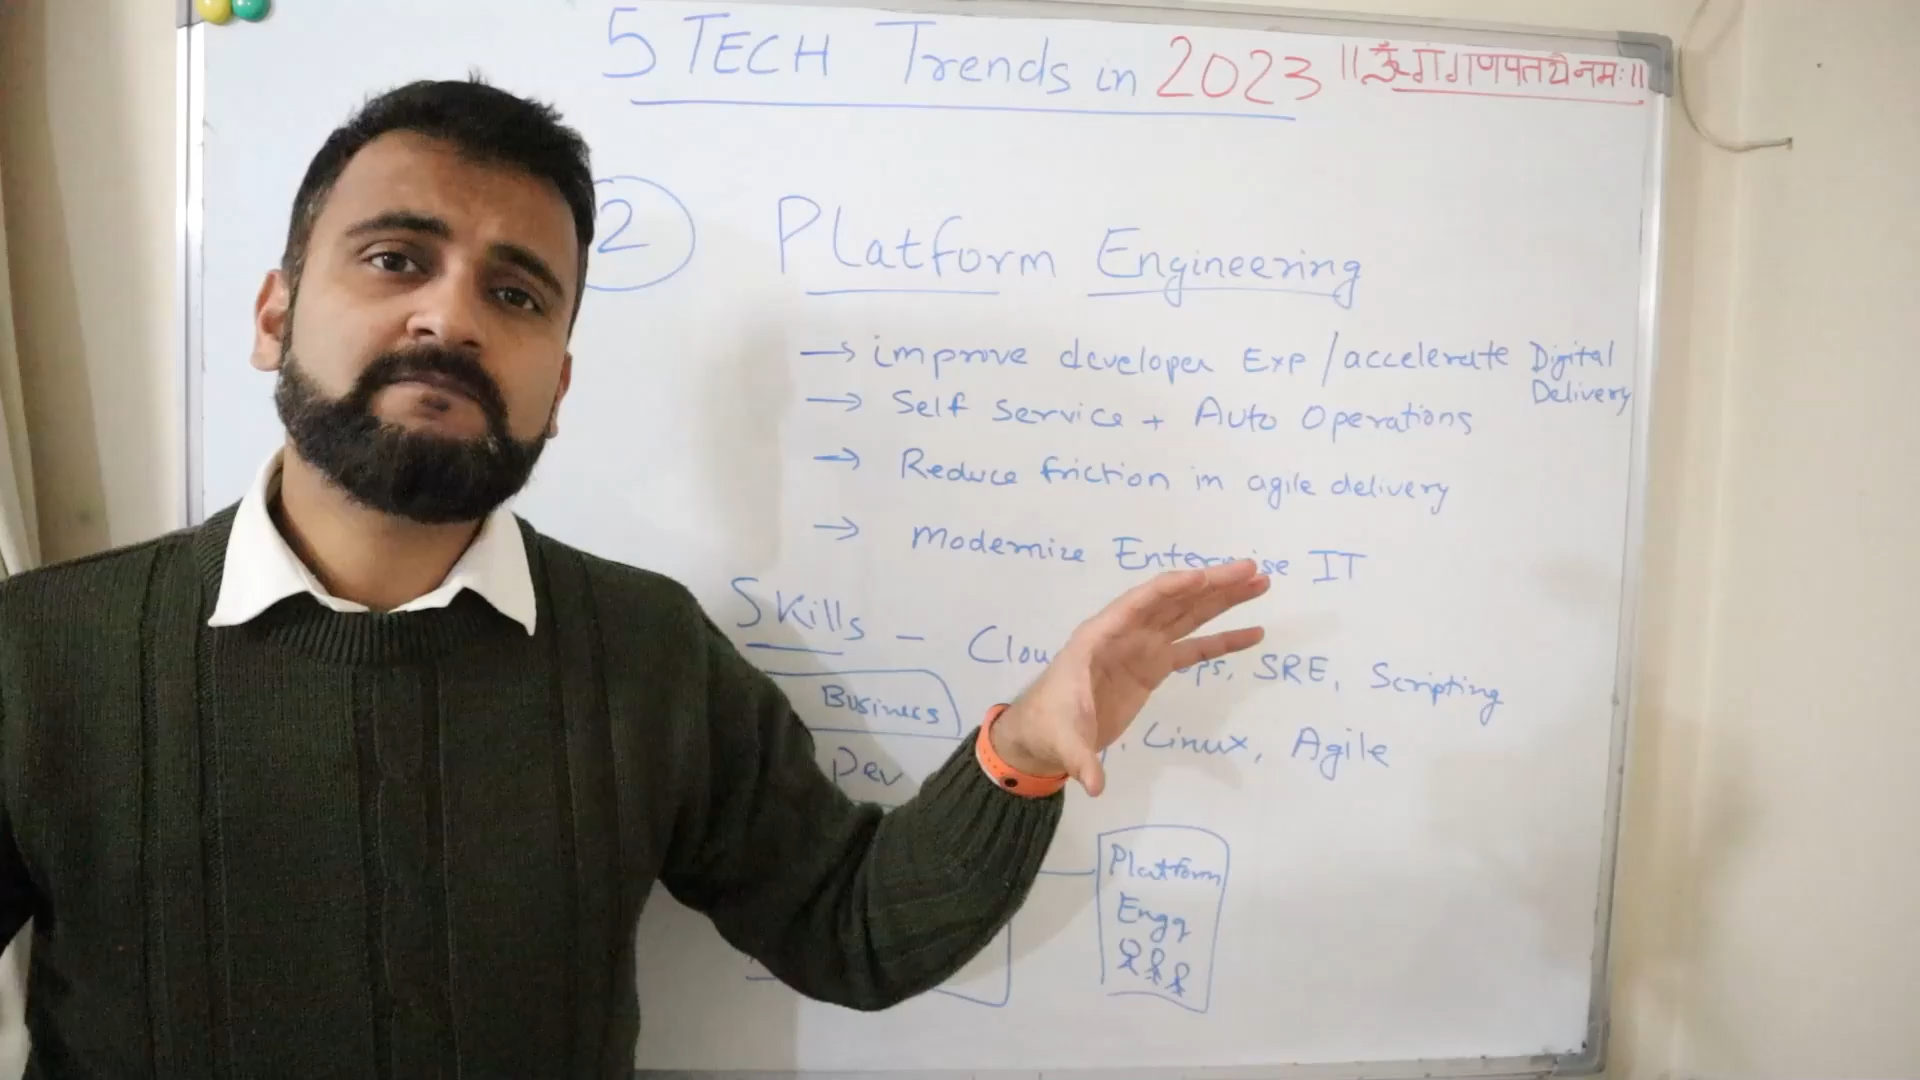 5 TECH Trends in 2023 ||ॐ गं गणपतये नमः||
2 Platform Engineering
→ improve developer Exp / accelerate Digital Delivery
→ Self Service + Auto Operations
→ Reduce friction in agile delivery
→ Modernize Enterprise IT
Skills - SRE, Scripting
Linux, Agile
Business
Dev
Platform
Engg